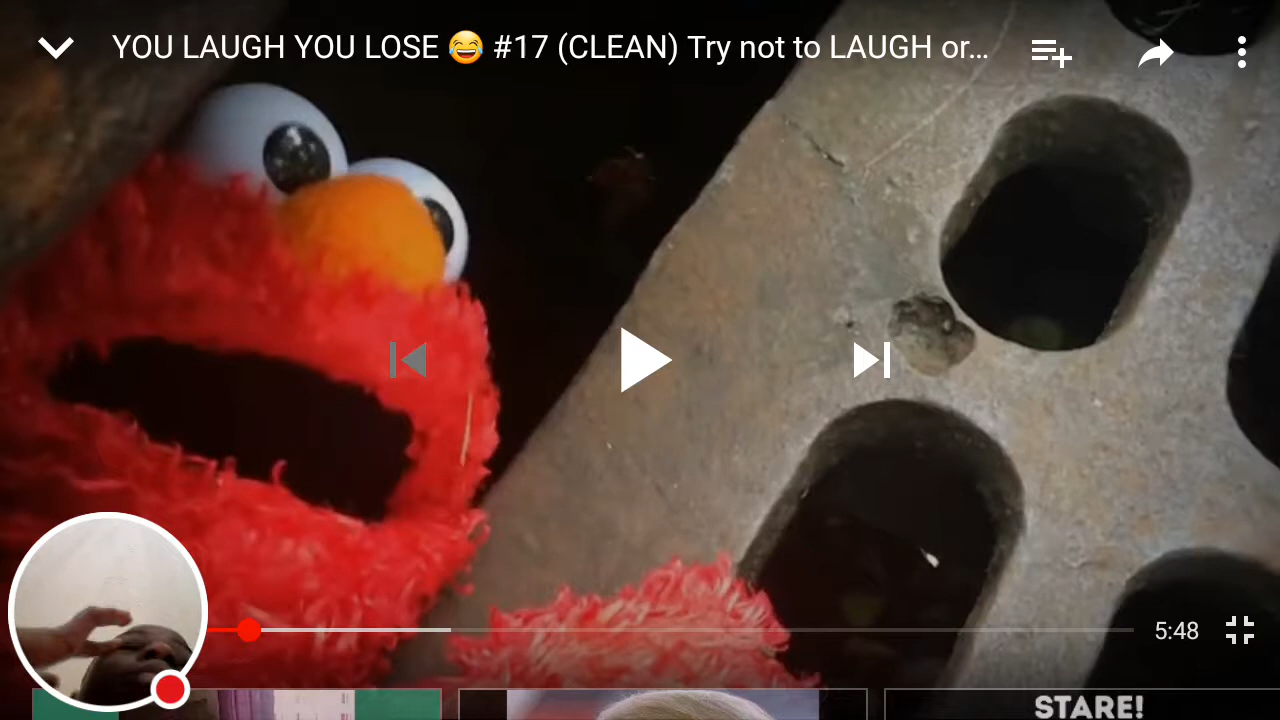 YOU LAUGH YOU LOSE 😂 #17 (CLEAN) Try not to LAUGH or...
5:48
STARE!